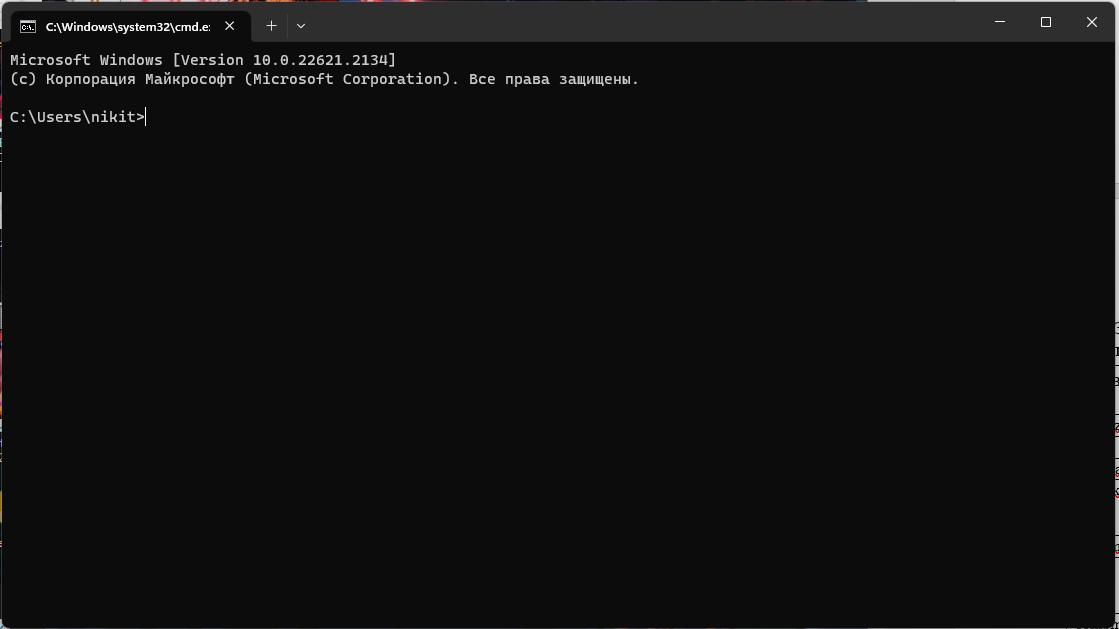 C:\Windows\system32\cmd.e
Microsoft Windows [Version 10.0.22621.2134]
(c) Корпорация Майкрософт (Microsoft Corporation). Все права защищены.
C:\Users\nikit>